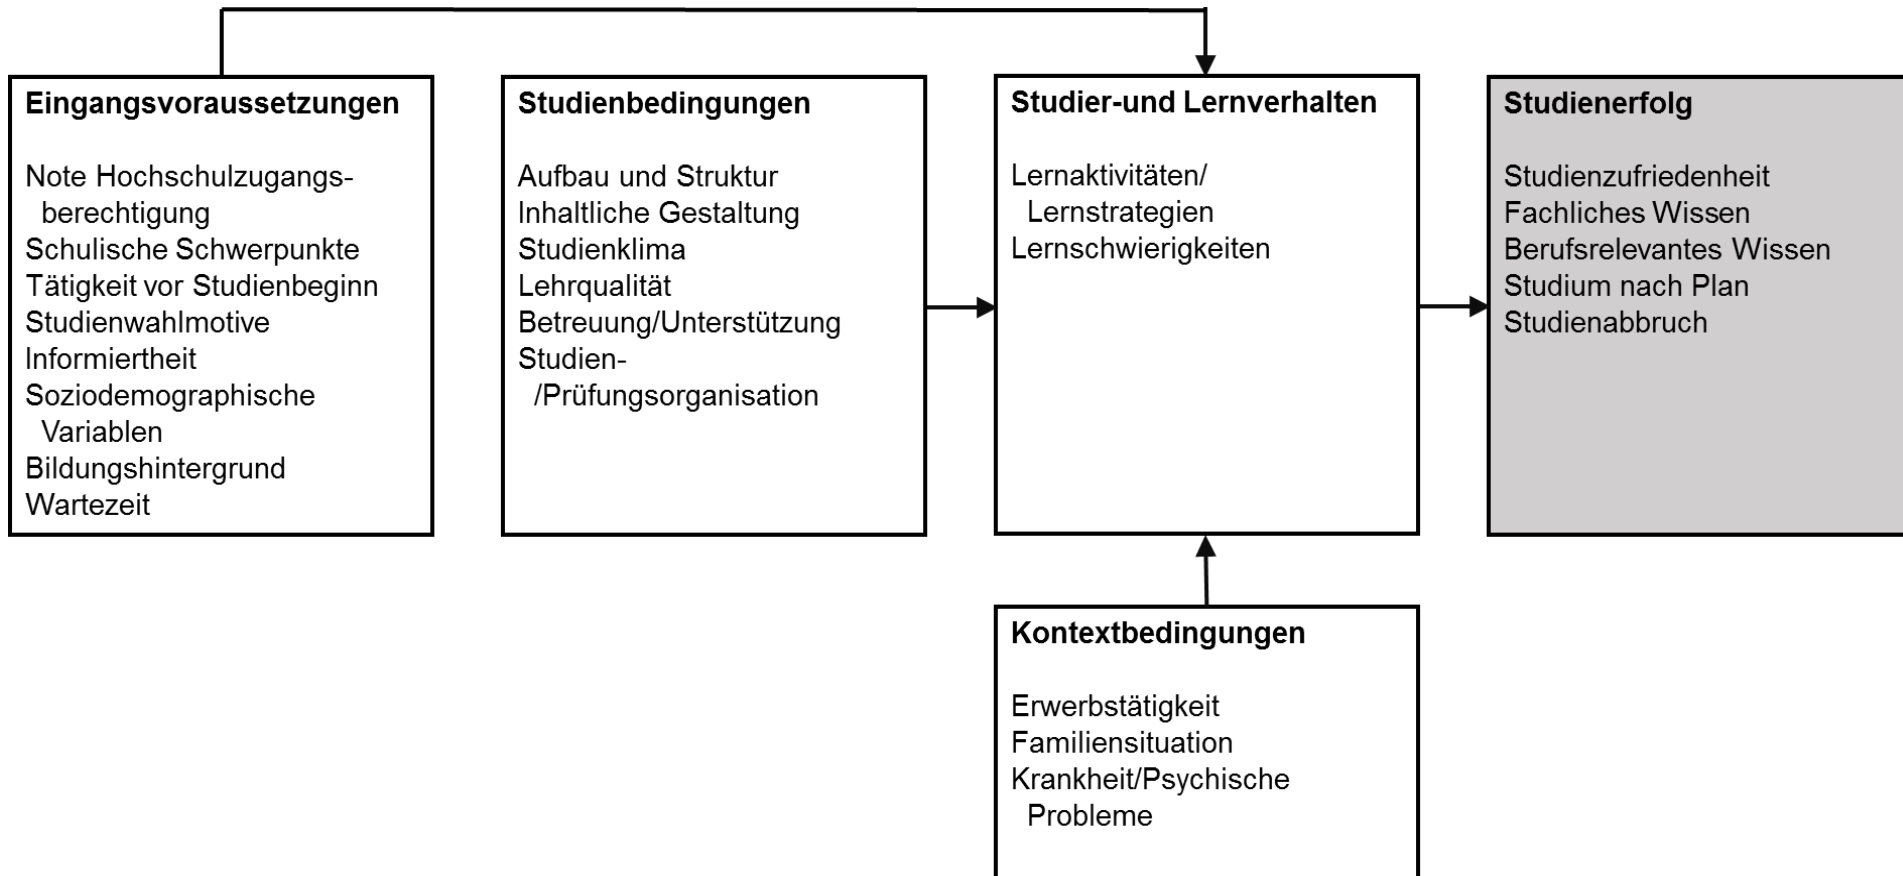 Eingangsvoraussetzungen
Note Hochschulzugangs-
berechtigung
Schulische Schwerpunkte
Tätigkeit vor Studienbeginn
Studienwahlmotive
Informiertheit
Soziodemographische
Variablen
Bildungshintergrund
Wartezeit
Studienbedingungen
Aufbau und Struktur
Inhaltliche Gestaltung
Studienklima
Lehrqualität
Betreuung/Unterstützung
Studien-
/Prüfungsorganisation
Studier-und Lernverhalten
Lernaktivitäten/
Lernstrategien
Lernschwierigkeiten
Studienerfolg
Studienzufriedenheit
Fachliches Wissen
Berufsrelevantes Wissen
Studium nach Plan
Studienabbruch
Kontextbedingungen
Erwerbstätigkeit
Familiensituation
Krankheit/Psychische
Probleme